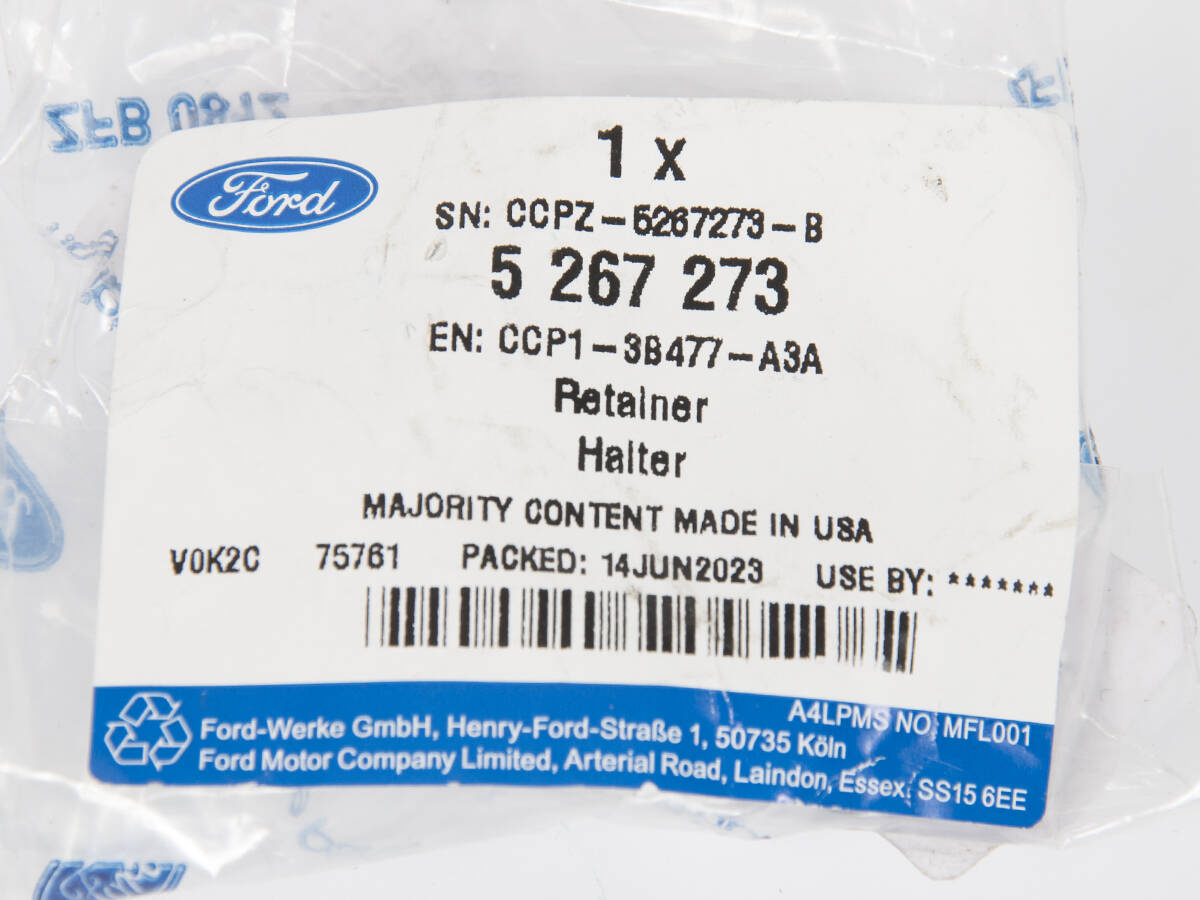 ZFB 0812
Ford
1 x
SN: CCPZ-5267273-B
5 267 273
EN: CCP1-3B477-A3A
Retainer
Halter
MAJORITY CONTENT MADE IN USA
V0K2C 75761 PACKED: 14JUN2023 USE BY: *******
A4LPMS NO. MFL001
Ford-Werke GmbH, Henry-Ford-Straße 1, 50735 Köln
Ford Motor Company Limited, Arterial Road, Laindon, Essex. SS15 6EE